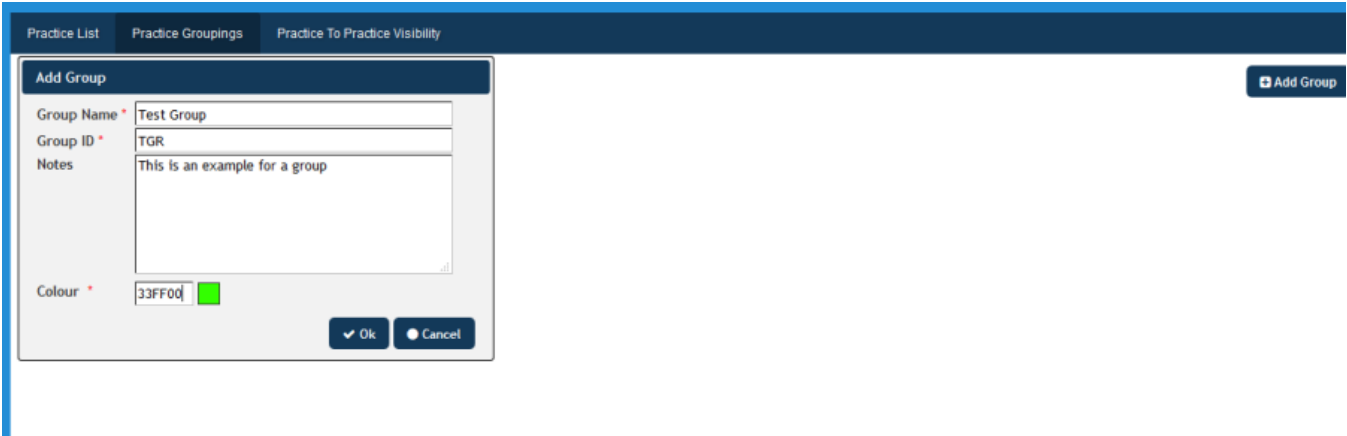 Practice List Practice Groupings Practice To Practice Visibility
Add Group
Add Group
Group Name * Test Group
Group ID * TGR
Notes This is an example for a group
Colour * 33FF00
Ok Cancel